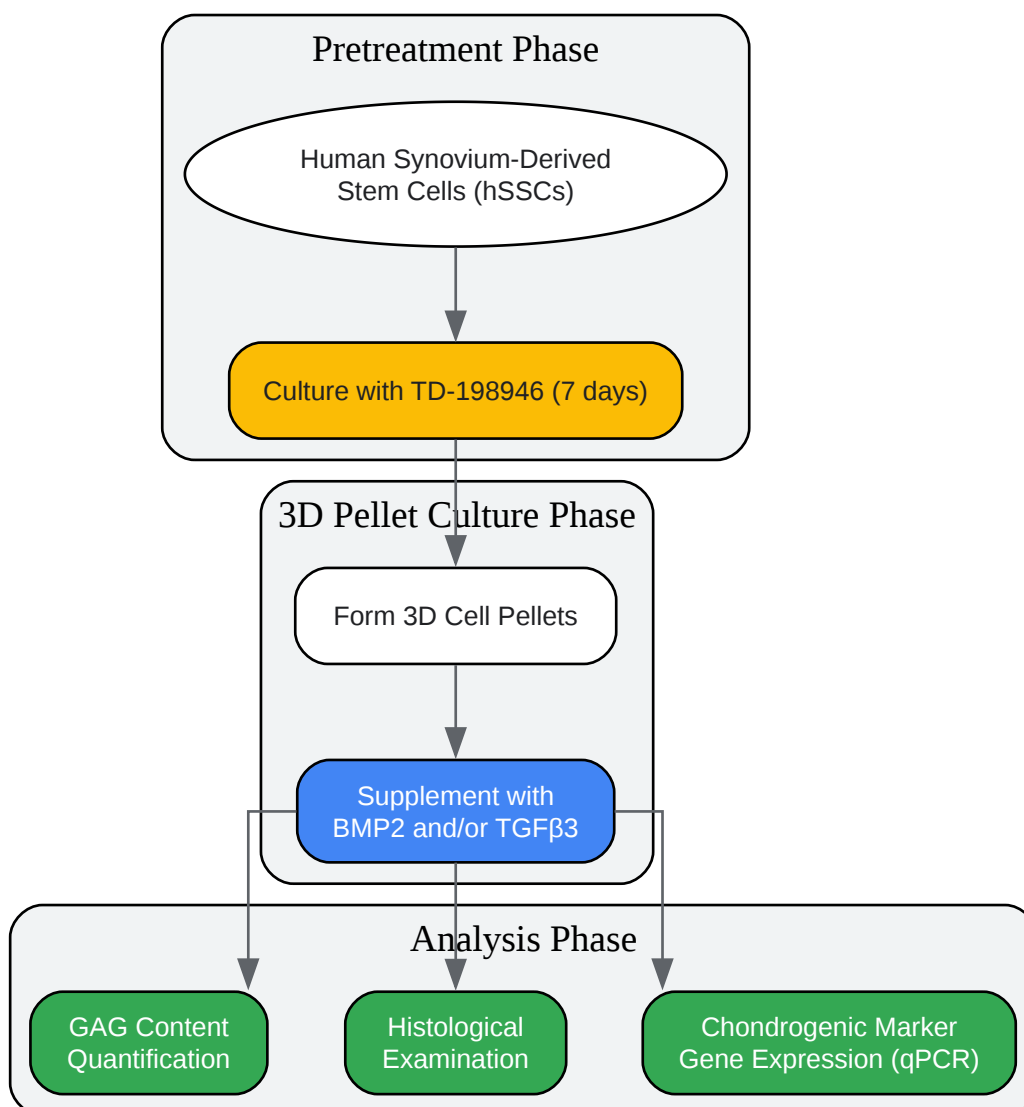 Pretreatment Phase
Human Synovium-Derived
Stem Cells (hSSCs)
Culture with TD-198946 (7 days)
3D Pellet Culture Phase
Form 3D Cell Pellets
Supplement with
BMP2 and/or TGFβ3
Analysis Phase
GAG Content
Quantification
Histological
Examination
Chondrogenic Marker
Gene Expression (qPCR)